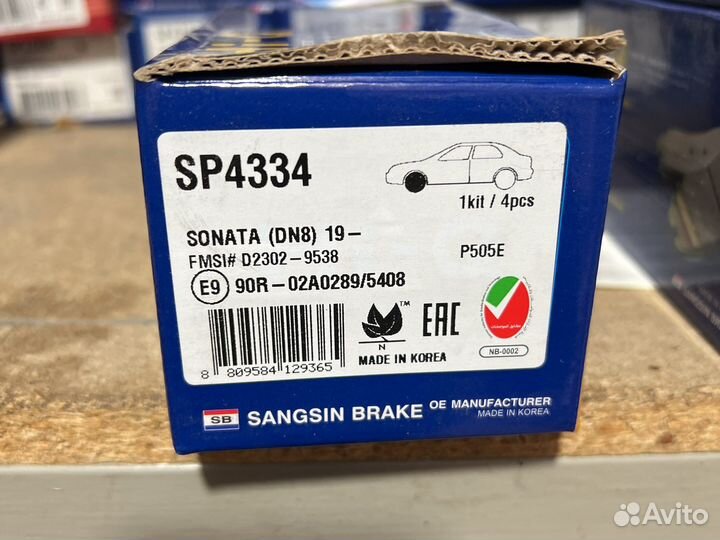 SP4334
1kit / 4pcs
SONATA (DN8) 19-
FMSI# D2302-9538
P505E
E9 90R-02A0289/5408
8 809584 129365
TM
N
MADE IN KOREA
EAC
NB-0002
SB SANGSIN BRAKE OE MANUFACTURER
MADE IN KOREA
Avito